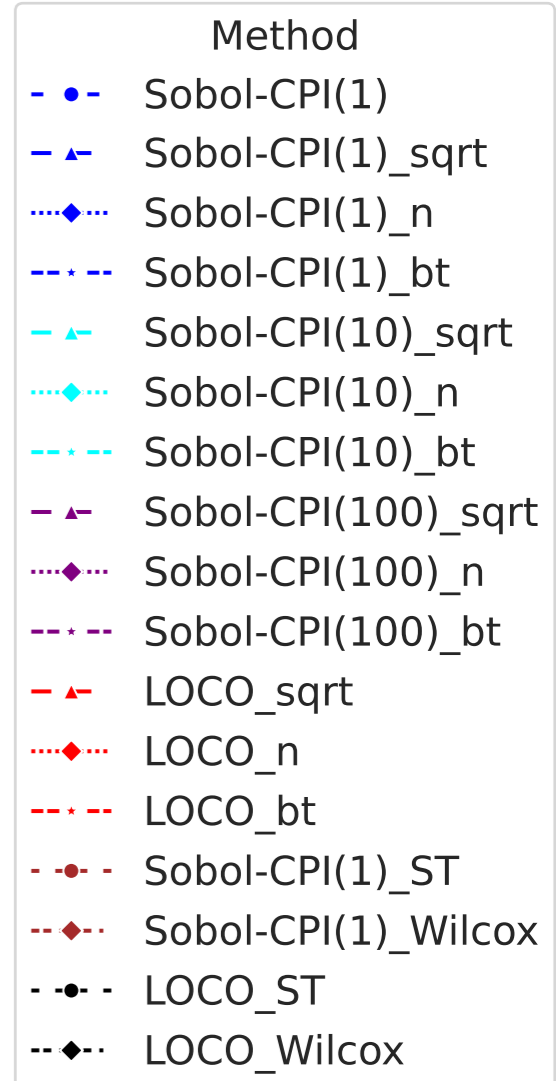 Method
Sobol-CPI(1)
Sobol-CPI(1)_sqrt
Sobol-CPI(1)_n
Sobol-CPI(1)_bt
Sobol-CPI(10)_sqrt
Sobol-CPI(10)_n
Sobol-CPI(10)_bt
Sobol-CPI(100)_sqrt
Sobol-CPI(100)_n
Sobol-CPI(100)_bt
LOCO_sqrt
LOCO_n
LOCO_bt
Sobol-CPI(1)_ST
Sobol-CPI(1)_Wilcox
LOCO_ST
LOCO_Wilcox